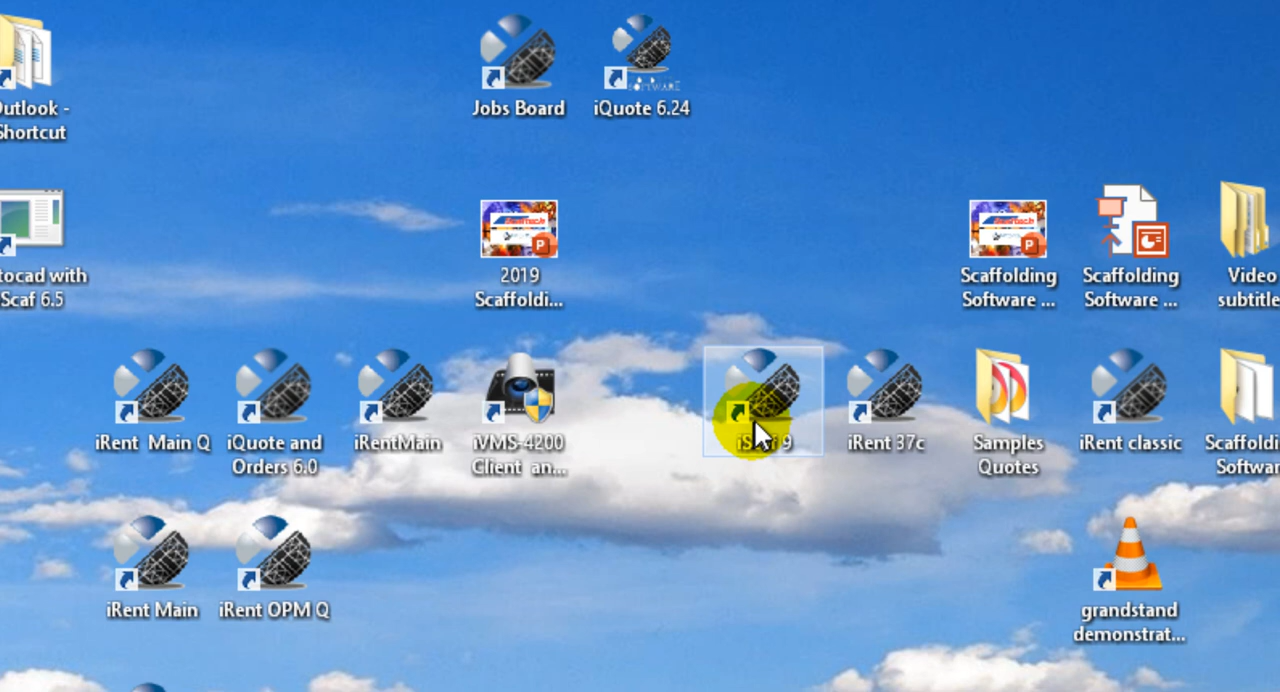 Outlook -
Shortcut
Jobs Board
iQuote 6.24
SOFTWARE
tocad with
Scaf 6.5
2019
Scaffoldi...
Scaffolding
Software ...
Scaffolding
Software ...
Video
subtitle
iRent Main Q
iQuote and
Orders 6.0
iRentMain
iVMS-4200
Client an...
9
iRent 37c
Samples
Quotes
iRent classic
Scaffoldi
Softwar
iRent Main
iRent OPM Q
grandstand
demonstrat...